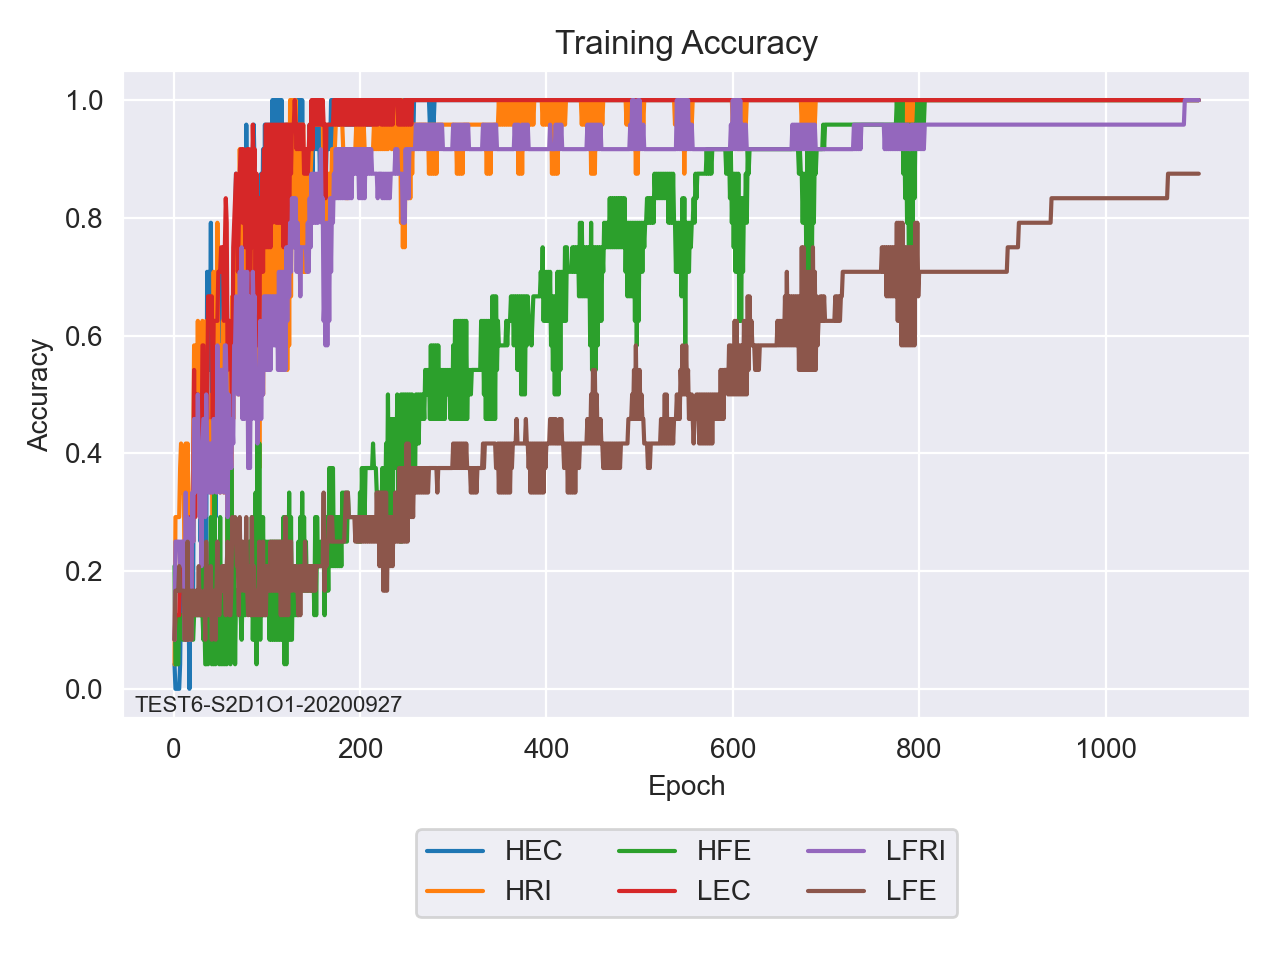 Training Accuracy
1.0
0.8
0.6
0.4
0.2
0.0
Accuracy
TEST6-S2D1O1-20200927
0 200 400 600 800 1000
Epoch
HEC HFE LFRI
HRI LEC LFE